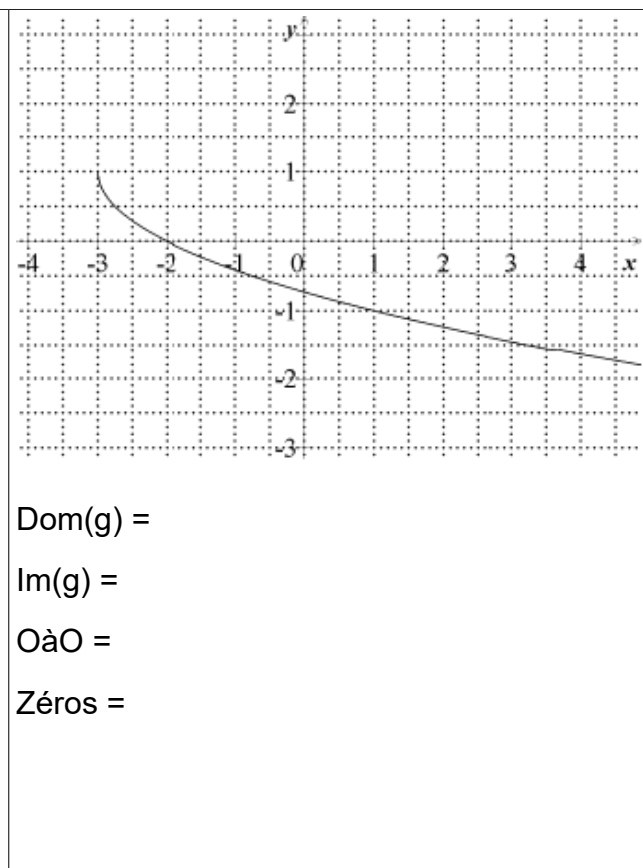 y
2
1
-4 -3 -2 -1 0 1 2 3 4 x
-1
-2
-3
Dom(g) =
Im(g) =
OàO =
Zéros =